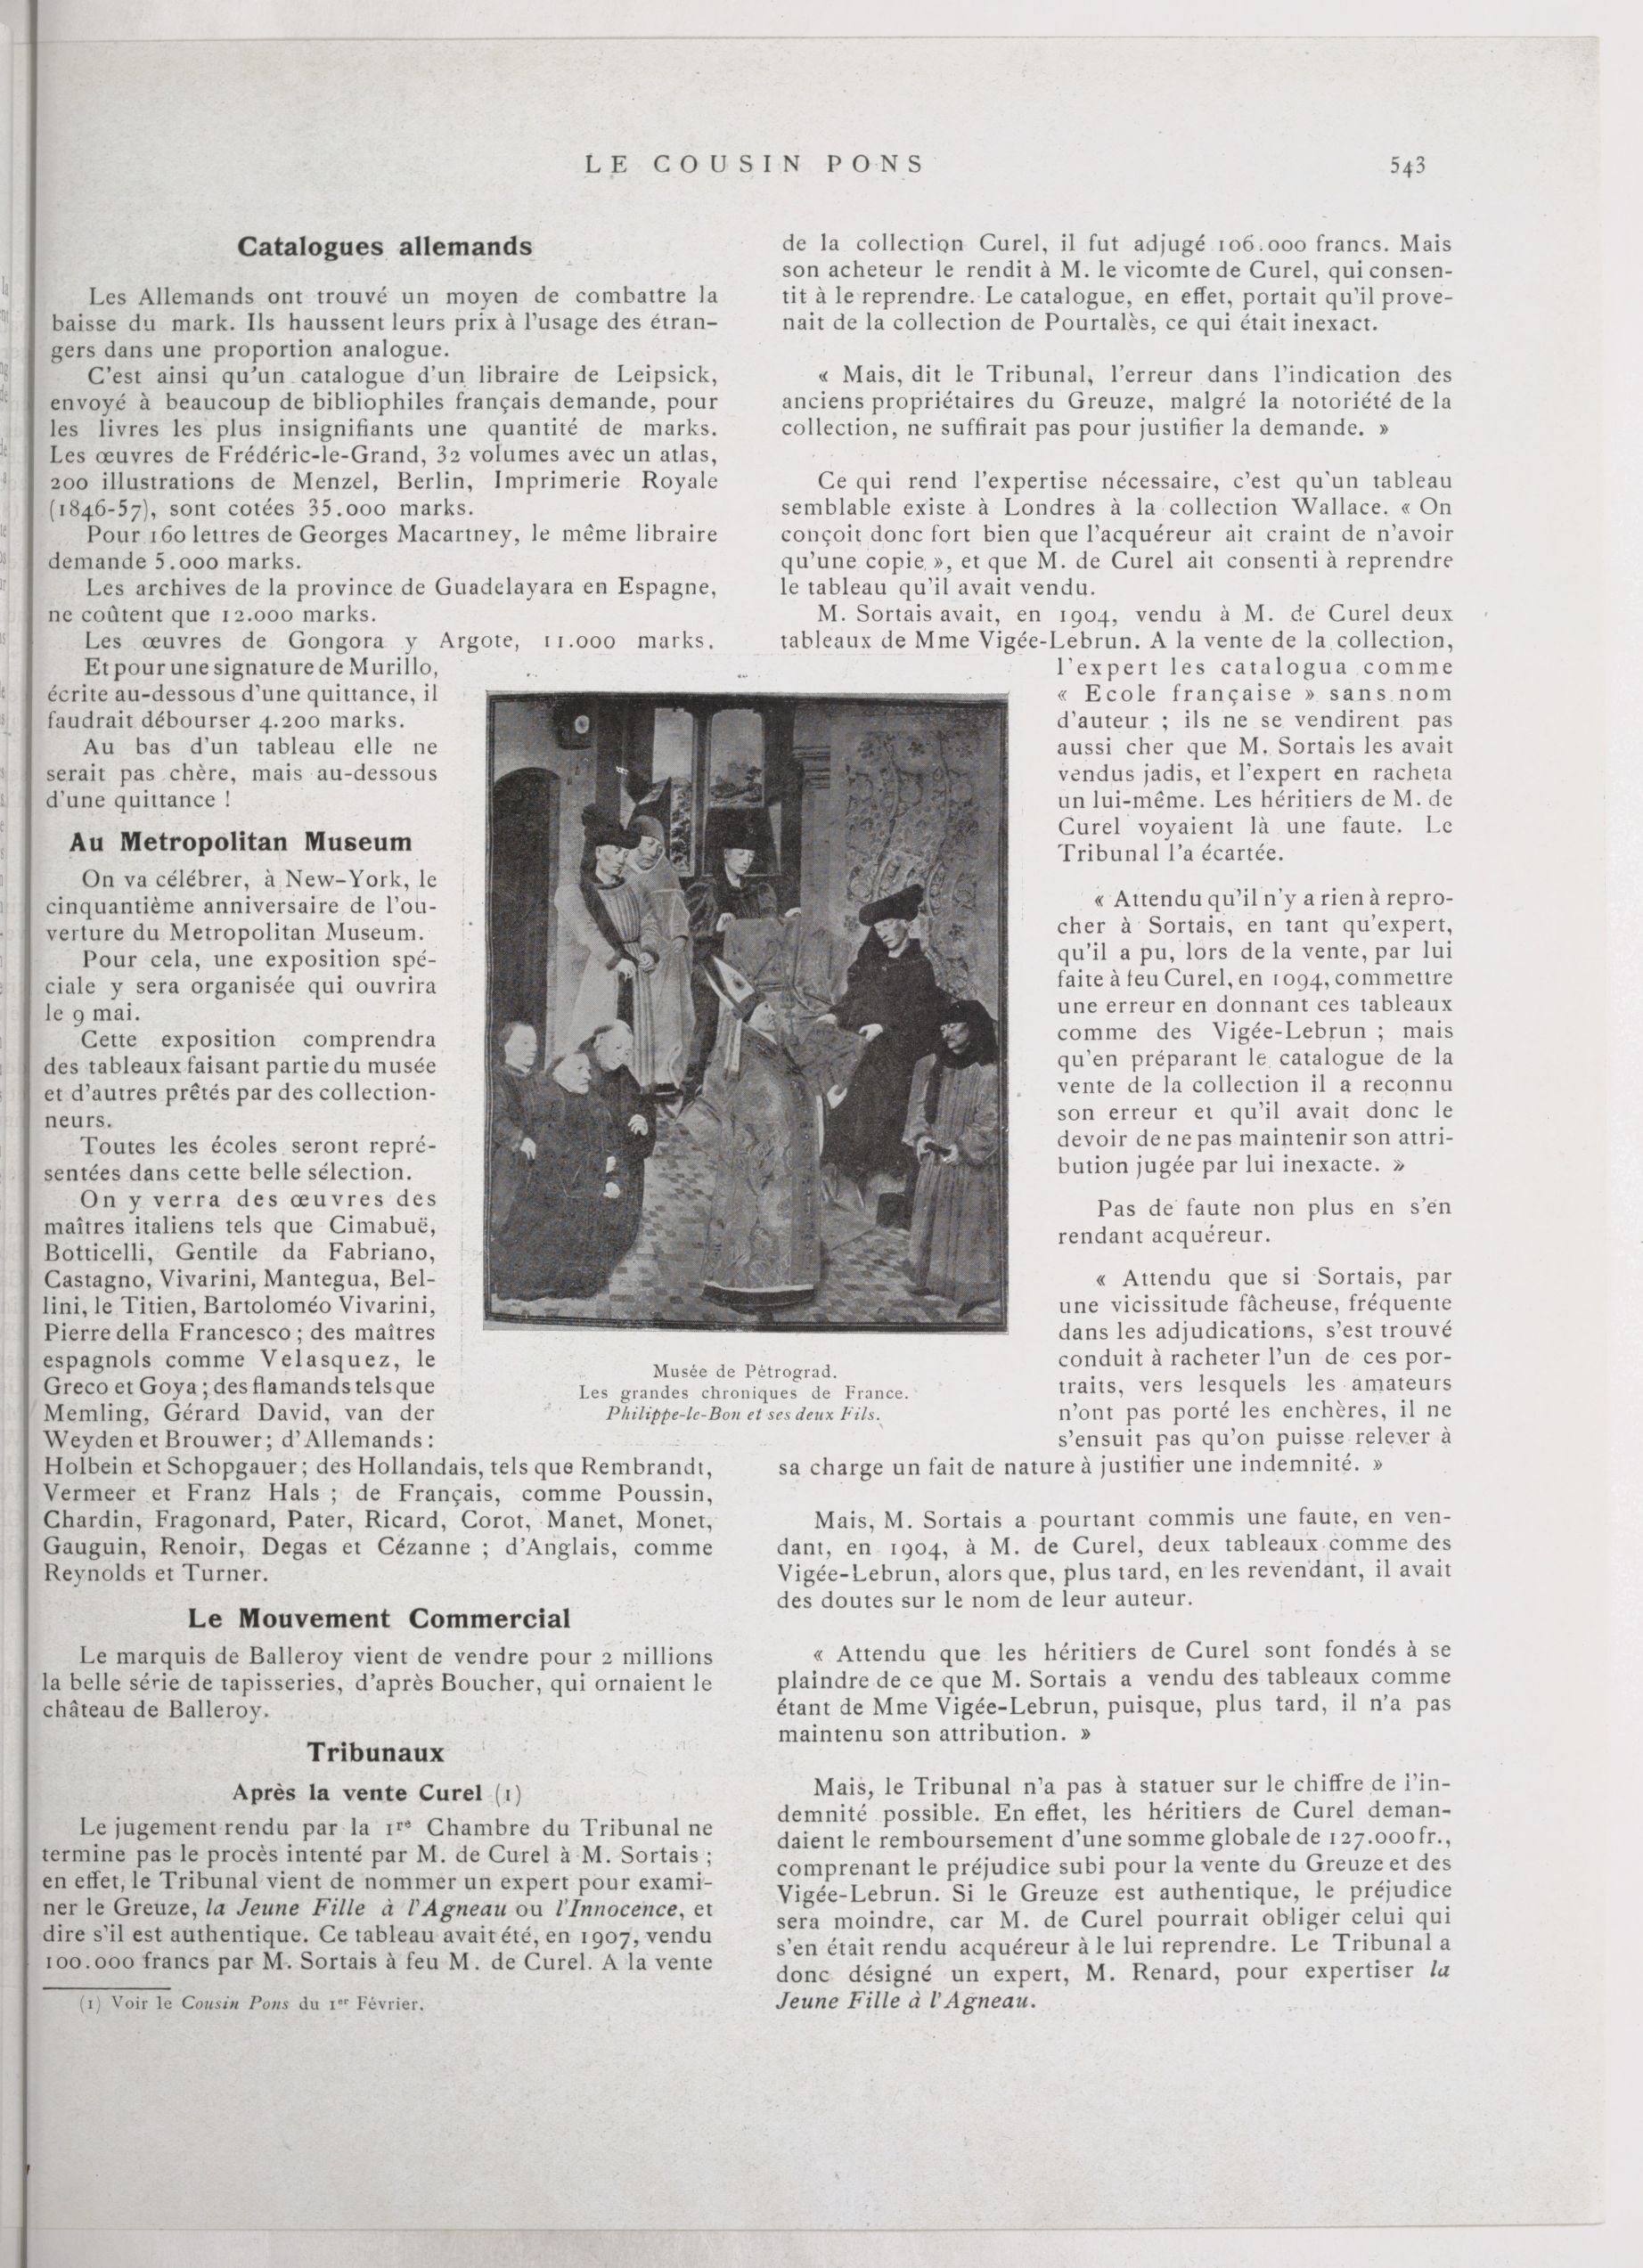 LE COUSIN PONS
543
Catalogues allemands
Les Allemands ont trouvé un moyen de combattre la
baisse du mark. Ils haussent leurs prix à l'usage des étran-
gers dans une proportion analogue.
C'est ainsi qu'un catalogue d'un libraire de Leipsick,
envoyé à beaucoup de bibliophiles français demande, pour
les livres les plus insignifiants une quantité de marks.
Les œuvres de Frédéric-le-Grand, 32 volumes avec un atlas,
200 illustrations de Menzel, Berlin, Imprimerie Royale
(1846-57), sont cotées 35.000 marks.
Pour 160 lettres de Georges Macartney, le même libraire
demande 5.000 marks.
Les archives de la province de Guadelayara en Espagne,
ne coûtent que 12.000 marks.
Les œuvres de Gongora y Argote, 11.000 marks.
Et pour une signature de Murillo,
écrite au-dessous d'une quittance, il
faudrait débourser 4.200 marks.
Au bas d'un tableau elle ne
serait pas chère, mais au-dessous
d'une quittance !
Au Metropolitan Museum
On va célébrer, à New-York, le
cinquantième anniversaire de l'ou-
verture du Metropolitan Museum.
Pour cela, une exposition spé-
ciale y sera organisée qui ouvrira
le 9 mai.
Cette exposition comprendra
des tableaux faisant partie du musée
et d'autres prêtés par des collection-
neurs.
Toutes les écoles seront repré-
sentées dans cette belle sélection.
On y verra des œuvres des
maîtres italiens tels que Cimabuë,
Botticelli, Gentile da Fabriano,
Castagno, Vivarini, Mantegua, Bel-
lini, le Titien, Bartoloméo Vivarini,
Pierre della Francesco ; des maîtres
espagnols comme Velasquez, le
Greco et Goya ; des flamands tels que
Memling, Gérard David, van der
Weyden et Brouwer ; d'Allemands :
Holbein et Schopgauer ; des Hollandais, tels que Rembrandt,
Vermeer et Franz Hals ; de Français, comme Poussin,
Chardin, Fragonard, Pater, Ricard, Corot, Manet, Monet,
Gauguin, Renoir, Degas et Cézanne ; d'Anglais, comme
Reynolds et Turner.
Le Mouvement Commercial
Le marquis de Balleroy vient de vendre pour 2 millions
la belle série de tapisseries, d'après Boucher, qui ornaient le
château de Balleroy.
Tribunaux
Après la vente Curel (1)
Le jugement rendu par la 1re Chambre du Tribunal ne
termine pas le procès intenté par M. de Curel à M. Sortais ;
en effet, le Tribunal vient de nommer un expert pour exami-
ner le Greuze, la Jeune Fille à l'Agneau ou l'Innocence, et
dire s'il est authentique. Ce tableau avait été, en 1907, vendu
100.000 francs par M. Sortais à feu M. de Curel. A la vente
(1) Voir le Cousin Pons du 1er Février.
Musée de Pétrograd.
Les grandes chroniques de France.
Philippe-le-Bon et ses deux Fils.
de la collection Curel, il fut adjugé 106.000 francs. Mais
son acheteur le rendit à M. le vicomte de Curel, qui consen-
tit à le reprendre. Le catalogue, en effet, portait qu'il prove-
nait de la collection de Pourtalès, ce qui était inexact.
« Mais, dit le Tribunal, l'erreur dans l'indication des
anciens propriétaires du Greuze, malgré la notoriété de la
collection, ne suffirait pas pour justifier la demande. »
Ce qui rend l'expertise nécessaire, c'est qu'un tableau
semblable existe à Londres à la collection Wallace. « On
conçoit donc fort bien que l'acquéreur ait craint de n'avoir
qu'une copie », et que M. de Curel ait consenti à reprendre
le tableau qu'il avait vendu.
M. Sortais avait, en 1904, vendu à M. de Curel deux
tableaux de Mme Vigée-Lebrun. A la vente de la collection,
l'expert les catalogua comme
« Ecole française » sans nom
d'auteur ; ils ne se vendirent pas
aussi cher que M. Sortais les avait
vendus jadis, et l'expert en racheta
un lui-même. Les héritiers de M. de
Curel voyaient là une faute. Le
Tribunal l'a écartée.
« Attendu qu'il n'y a rien à repro-
cher à Sortais, en tant qu'expert,
qu'il a pu, lors de la vente, par lui
faite à feu Curel, en 1094, commettre
une erreur en donnant ces tableaux
comme des Vigée-Lebrun ; mais
qu'en préparant le catalogue de la
vente de la collection il a reconnu
son erreur et qu'il avait donc le
devoir de ne pas maintenir son attri-
bution jugée par lui inexacte. »
Pas de faute non plus en s'en
rendant acquéreur.
« Attendu que si Sortais, par
une vicissitude fâcheuse, fréquente
dans les adjudications, s'est trouvé
conduit à racheter l'un de ces por-
traits, vers lesquels les amateurs
n'ont pas porté les enchères, il ne
s'ensuit pas qu'on puisse relever à
sa charge un fait de nature à justifier une indemnité. »
Mais, M. Sortais a pourtant commis une faute, en ven-
dant, en 1904, à M. de Curel, deux tableaux comme des
Vigée-Lebrun, alors que, plus tard, en les revendant, il avait
des doutes sur le nom de leur auteur.
« Attendu que les héritiers de Curel sont fondés à se
plaindre de ce que M. Sortais a vendu des tableaux comme
étant de Mme Vigée-Lebrun, puisque, plus tard, il n'a pas
maintenu son attribution. »
Mais, le Tribunal n'a pas à statuer sur le chiffre de l'in-
demnité possible. En effet, les héritiers de Curel deman-
daient le remboursement d'une somme globale de 127.000 fr.,
comprenant le préjudice subi pour la vente du Greuze et des
Vigée-Lebrun. Si le Greuze est authentique, le préjudice
sera moindre, car M. de Curel pourrait obliger celui qui
s'en était rendu acquéreur à le lui reprendre. Le Tribunal a
donc désigné un expert, M. Renard, pour expertiser la
Jeune Fille à l'Agneau.